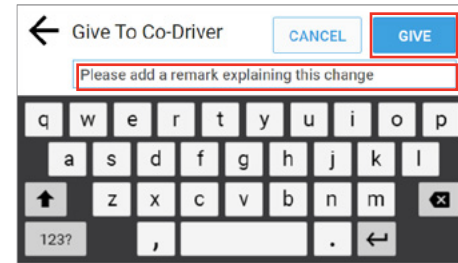 Give To Co-Driver CANCEL GIVE
Please add a remark explaining this change
q w e r t y u i o p
a s d f g h j k l
z x c v b n m
123? , .